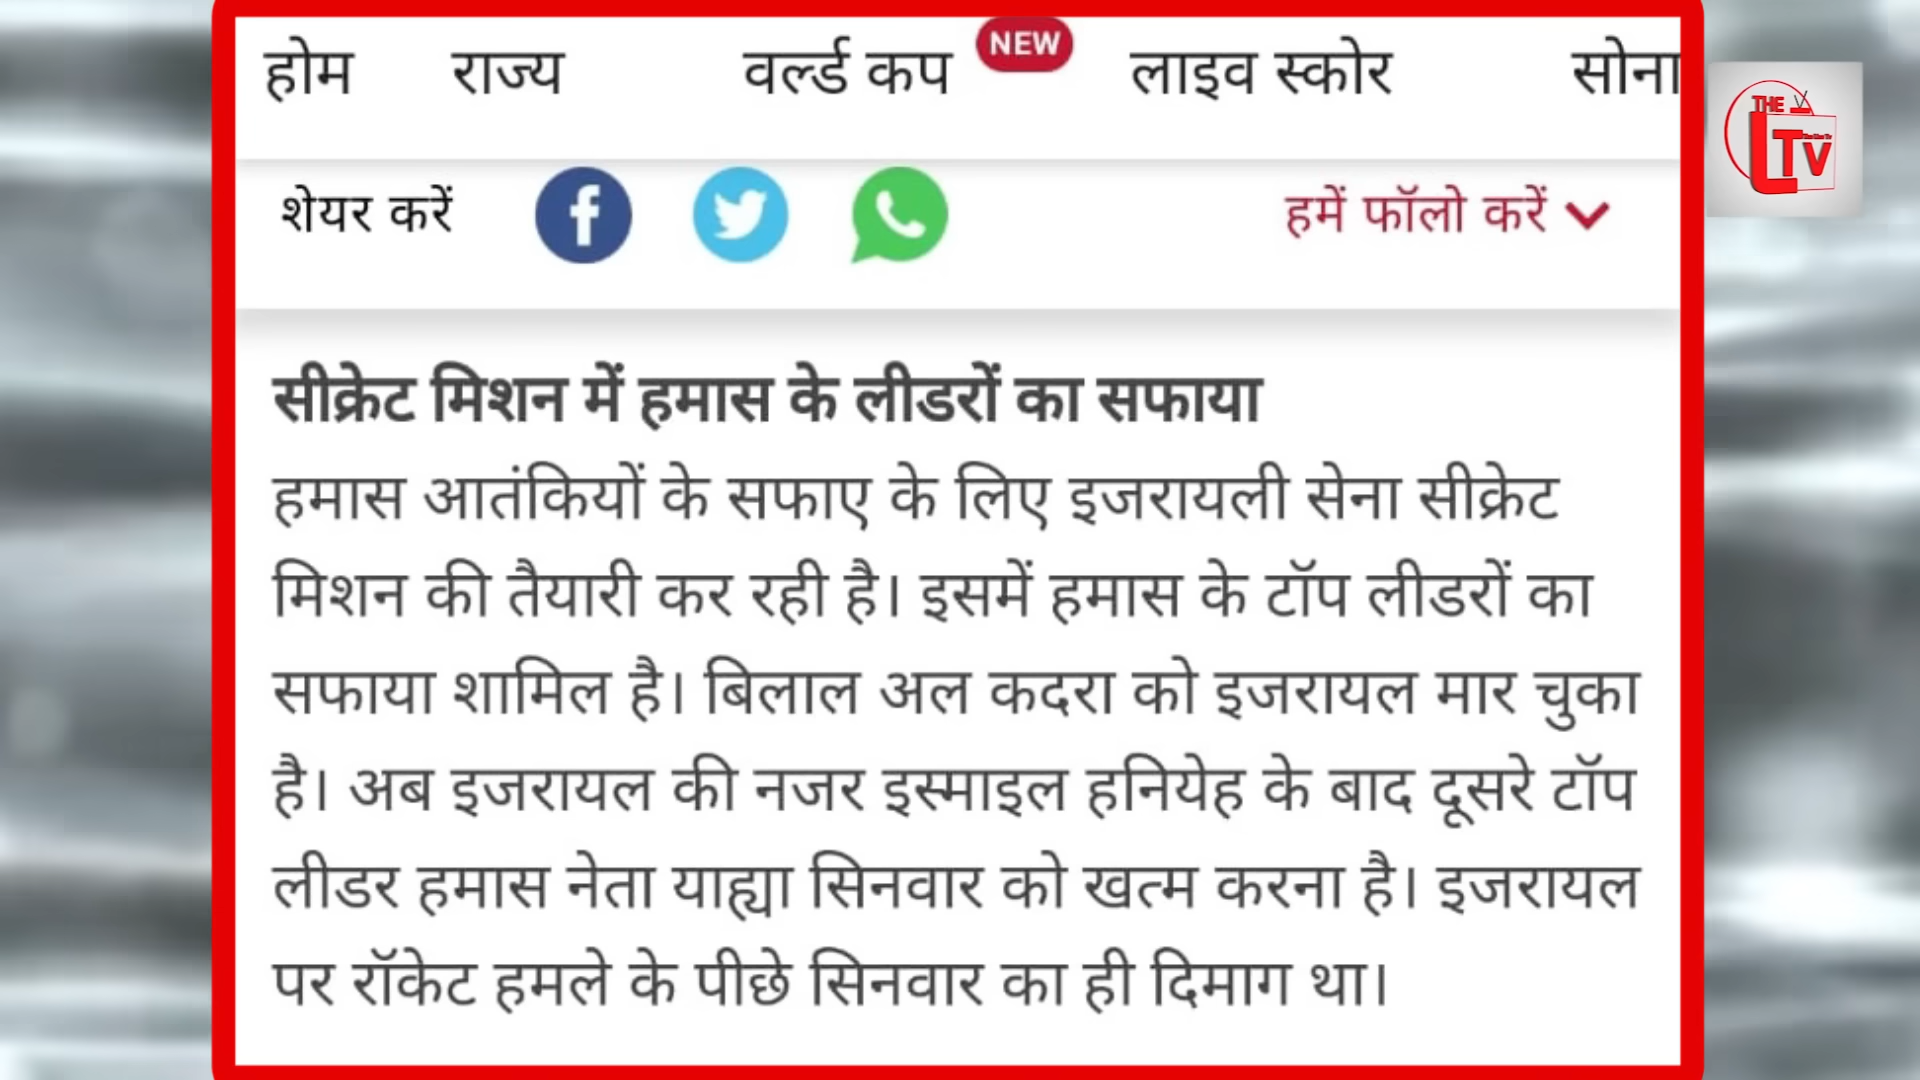 होम राज्य वर्ल्ड कप NEW लाइव स्कोर सोना
THE
LTV
शेयर करें हमें फॉलो करें
सीक्रेट मिशन में हमास के लीडरों का सफाया
हमास आतंकियों के सफाए के लिए इजरायली सेना सीक्रेट
मिशन की तैयारी कर रही है। इसमें हमास के टॉप लीडरों का
सफाया शामिल है। बिलाल अल कदरा को इजरायल मार चुका
है। अब इजरायल की नजर इस्माइल हनियेह के बाद दूसरे टॉप
लीडर हमास नेता याह्या सिनवार को खत्म करना है। इजरायल
पर रॉकेट हमले के पीछे सिनवार का ही दिमाग था।